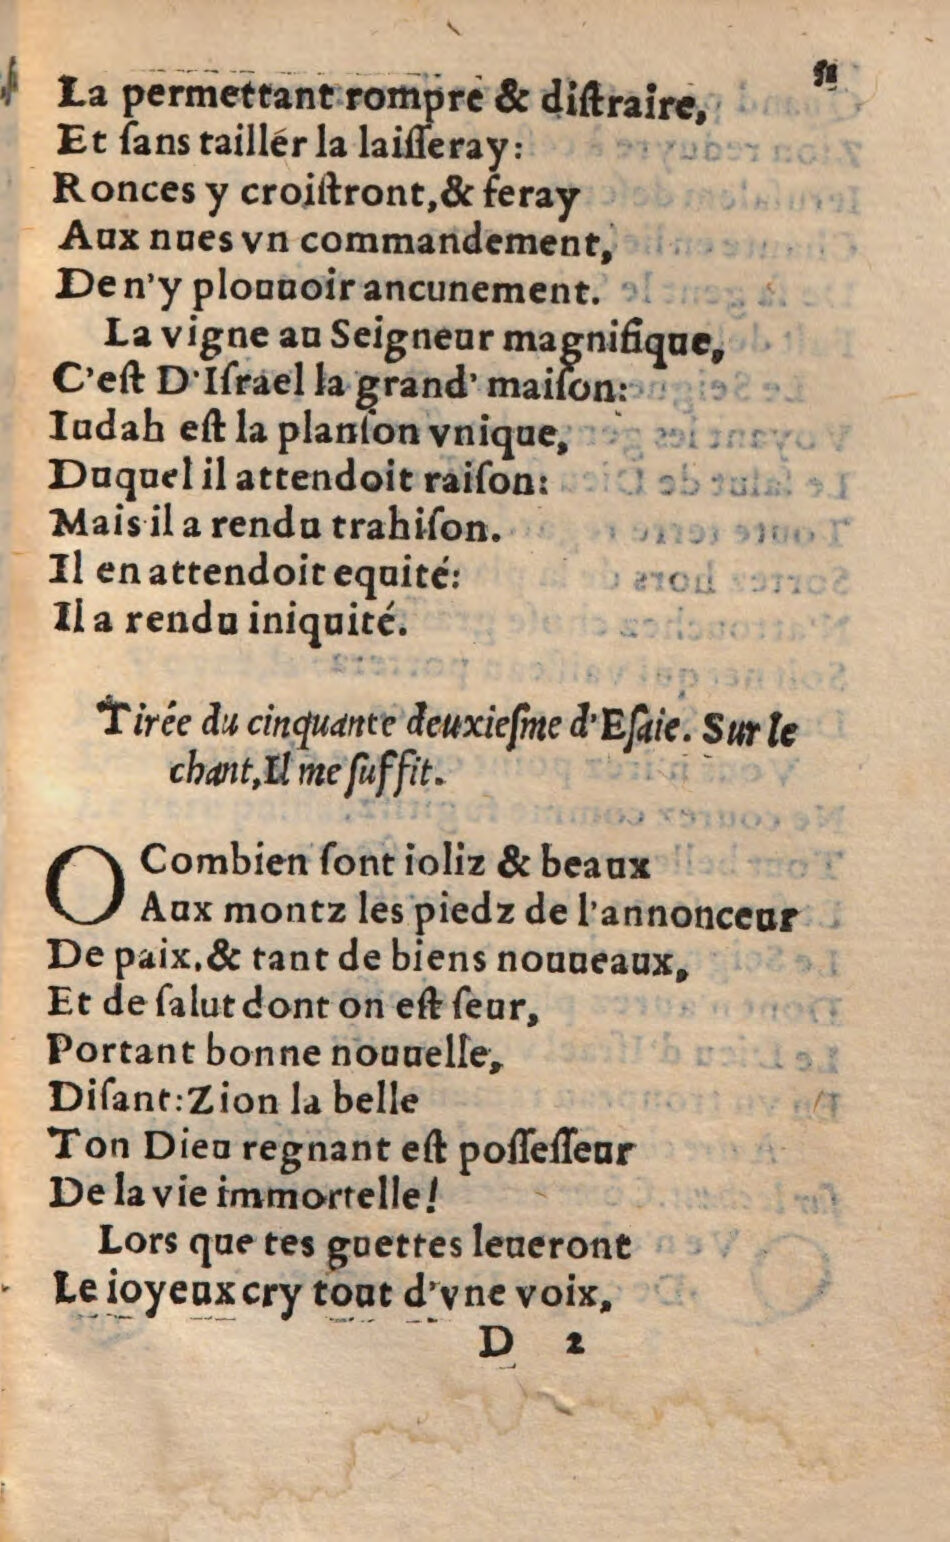 La permettant rompre & diſtraire,
Et ſans tailler la laiſſeray:
Ronces y croiſtront,& feray
Aux nues vn commandement,
De n'y plouuoir aucunement.
La vigne au Seigneur magnifique,
C'eſt D'Iſrael la grand' maiſon:
Iudah eſt la planſon vnique,
Duquel il attendoit raiſon:
Mais il a rendu trahiſon.
Il en attendoit equité:
Il a rendu iniquité.
Tirée du cinquante deuxieſme d'Eſaie. Sur le
chant, Il me ſuffit.
O Combien ſont ioliz & beaux
Aux montz les piedz de l'annonceur
De paix,& tant de biens nouueaux,
Et de ſalut dont on eſt ſeur,
Portant bonne nouuelle,
Diſant: Zion la belle
Ton Dieu regnant eſt poſſeſſeur
De la vie immortelle!
Lors que tes guettes leueront
Le ioyeux cry tout d'vne voix,
D 2